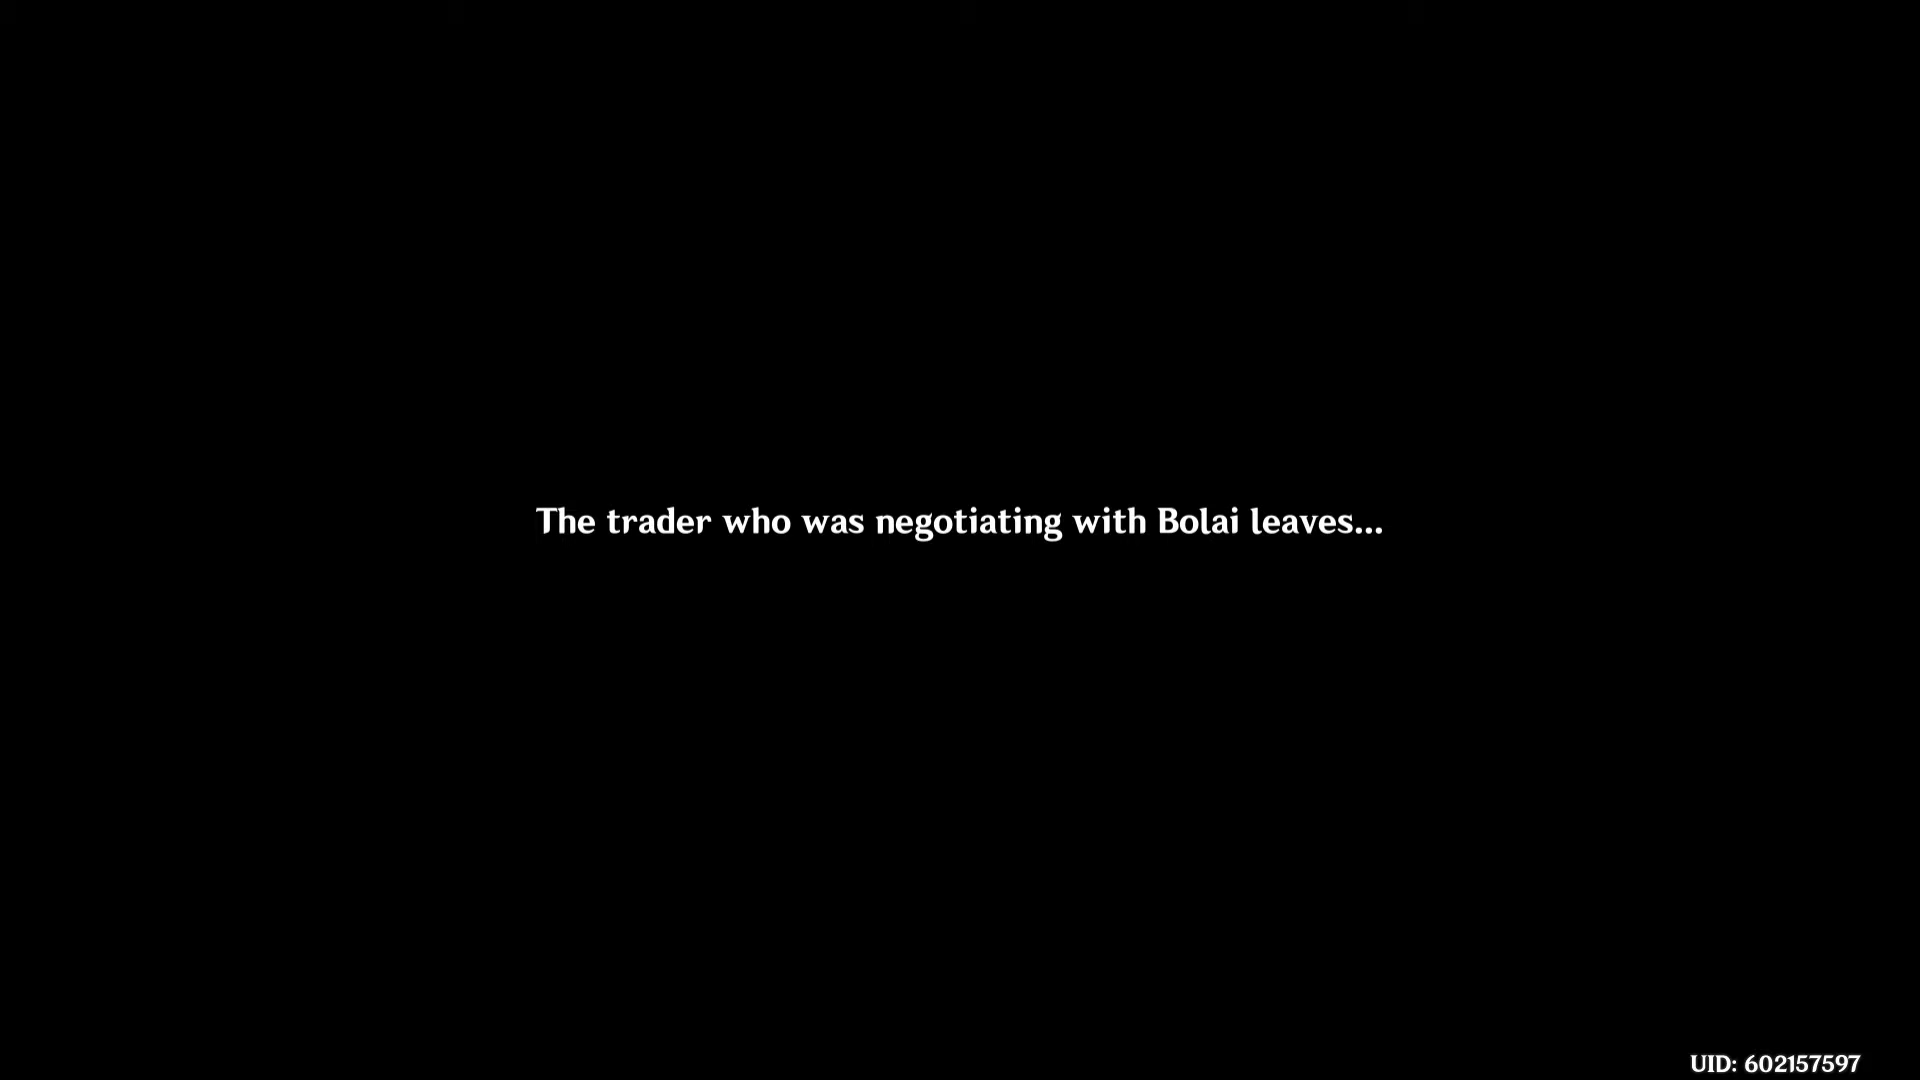 The trader who was negotiating with Bolai leaves...
UID: 602157597